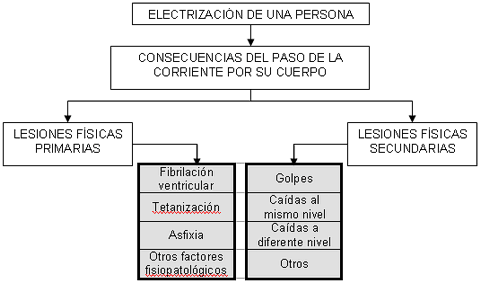 ELECTRIZACIÓN DE UNA PERSONA
CONSECUENCIAS DEL PASO DE LA
CORRIENTE POR SU CUERPO
LESIONES FÍSICAS
PRIMARIAS
LESIONES FÍSICAS
SECUNDARIAS
Fibrilación
ventricular
Tetanización
Asfixia
Otros factores
fisiopatológicos
Golpes
Caídas al
mismo nivel
Caídas a
diferente nivel
Otros